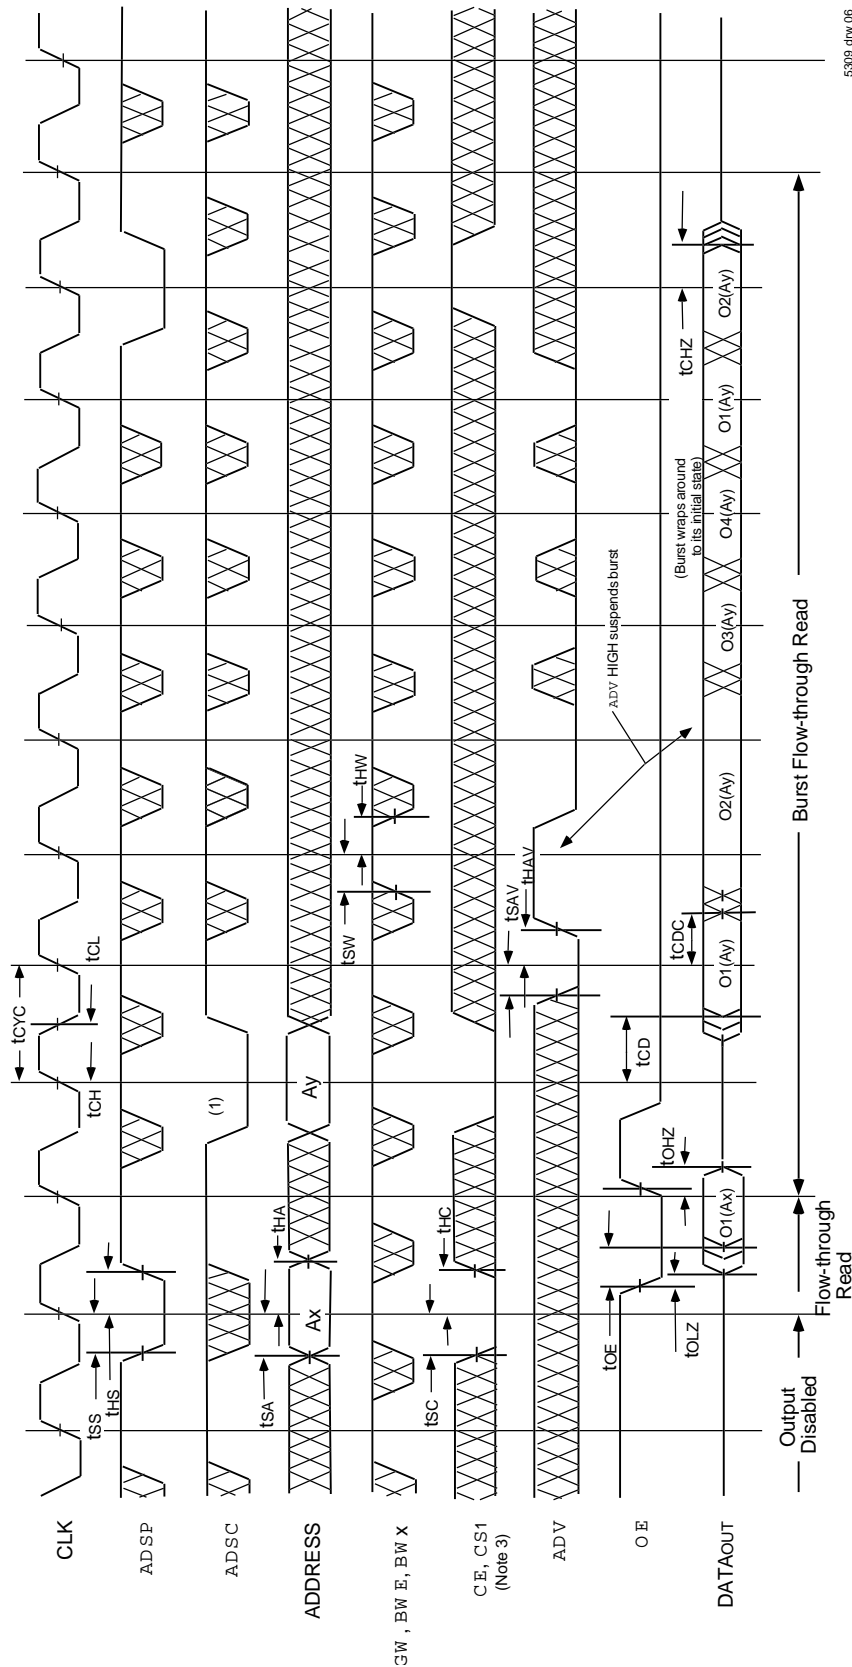 5309 drw 06
CLK
ADSP
ADSC
ADDRESS
GW, BWE, BWx
CE, CS1
(Note 3)
ADV
OE
DATAOUT
tCYC
tCH
tCL
tSS
tHS
(1)
tSA
tHA
Ax
Ay
tSW
tHW
tSC
tHC
tSAV
tHAV
ADV HIGH suspends burst
tOE
tOHZ
tCD
tOLZ
tCDC
(Burst wraps around
to its initial state)
tCHZ
O1(Ax)
O1(Ay)
O2(Ay)
O3(Ay)
O4(Ay)
O1(Ay)
O2(Ay)
Output
Disabled
Flow-through
Read
Burst Flow-through Read